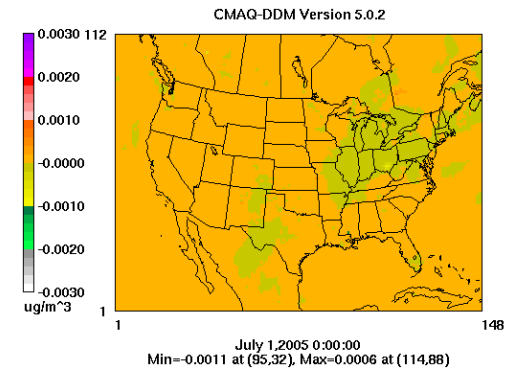 CMAQ-DDM Version 5.0.2
0.0030 112
0.0020
0.0010
-0.0000
-0.0010
-0.0020
-0.0030
ug/m^3
1
1 148
July 1,2005 0:00:00
Min=-0.0011 at (95,32), Max=0.0006 at (114,88)